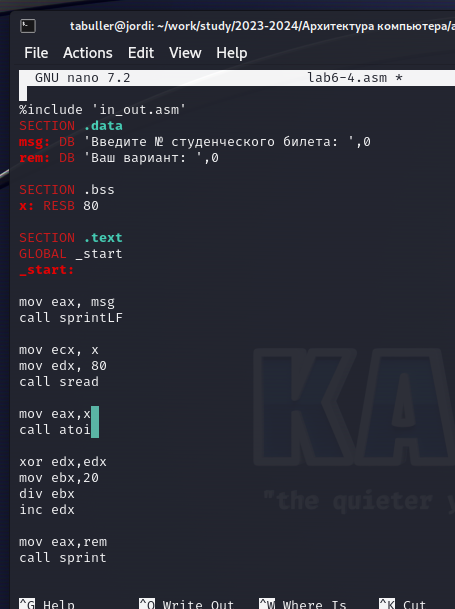 tabuller@jordi: ~/work/study/2023-2024/Архитектура компьютера/
File Actions Edit View Help
GNU nano 7.2 lab6-4.asm *
%include 'in_out.asm'
SECTION .data
msg: DB 'Введите № студенческого билета: ',0
rem: DB 'Ваш вариант: ',0
SECTION .bss
x: RESB 80
SECTION .text
GLOBAL _start
_start:
mov eax, msg
call sprintLF
mov ecx, x
mov edx, 80
call sread
mov eax,x
call atoi
xor edx,edx
mov ebx,20
div ebx
inc edx
mov eax,rem
call sprint
KA
"the quieter y
^G Help ^O Write Out ^W Where Is ^K Cut